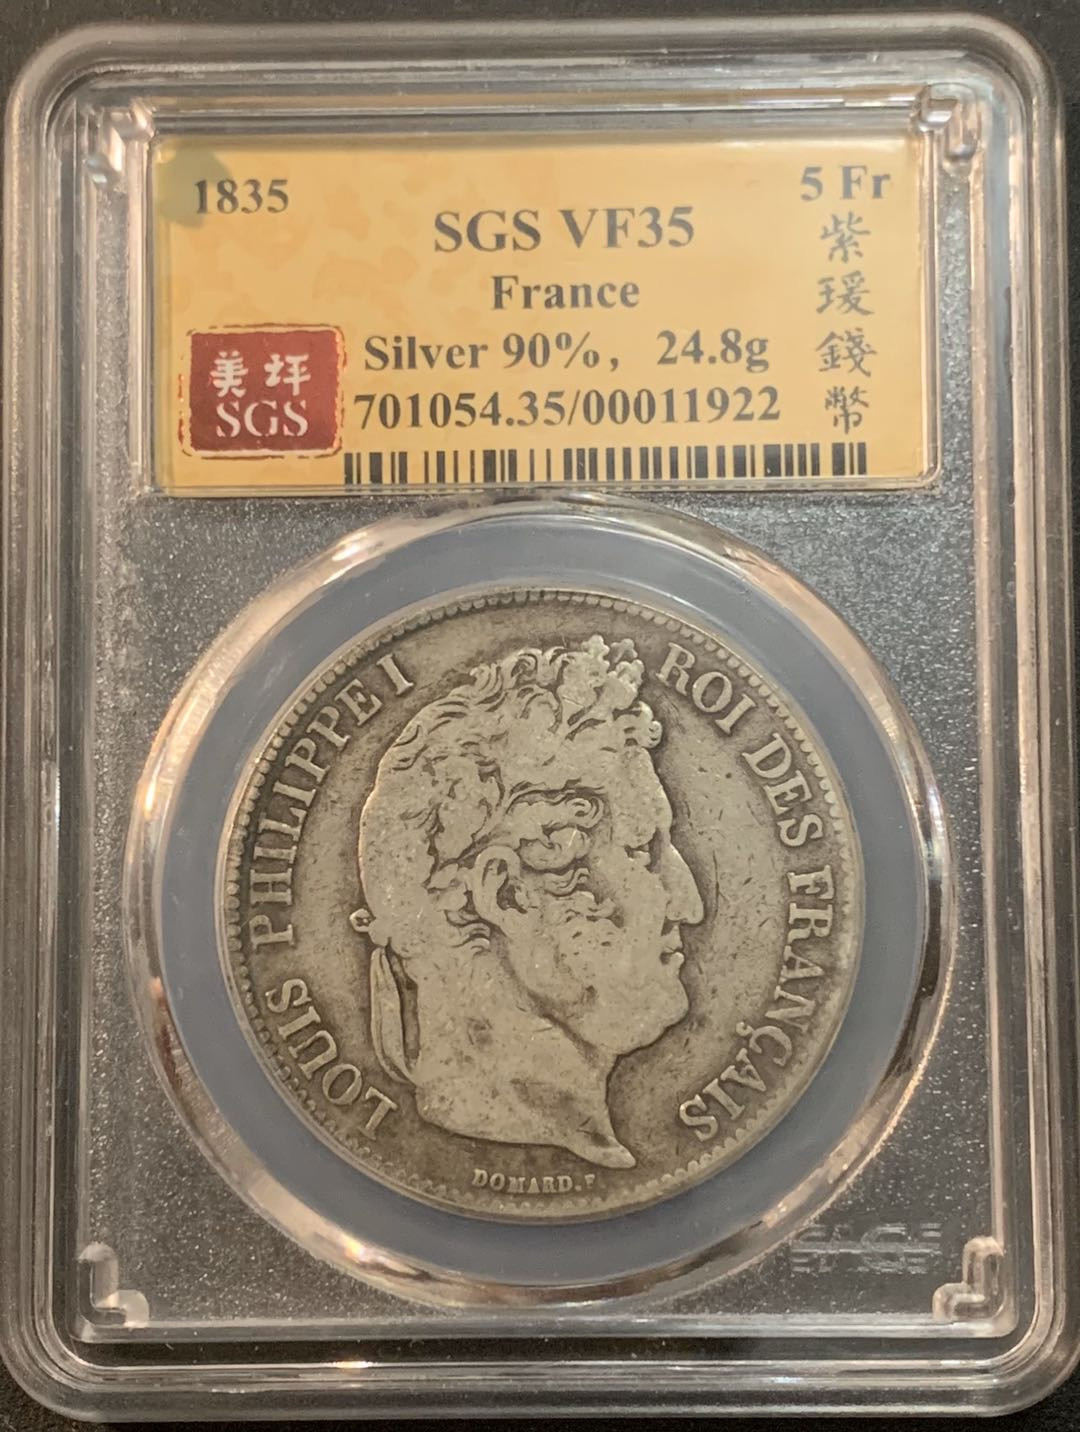 1835
5 Fr
SGS VF35
France
Silver 90%, 24.8g
701054.35/00011922
紫瑗錢幣
美坪
SGS
LOUIS PHILIPPE I ROI DES FRANÇAIS
DOMARD.F